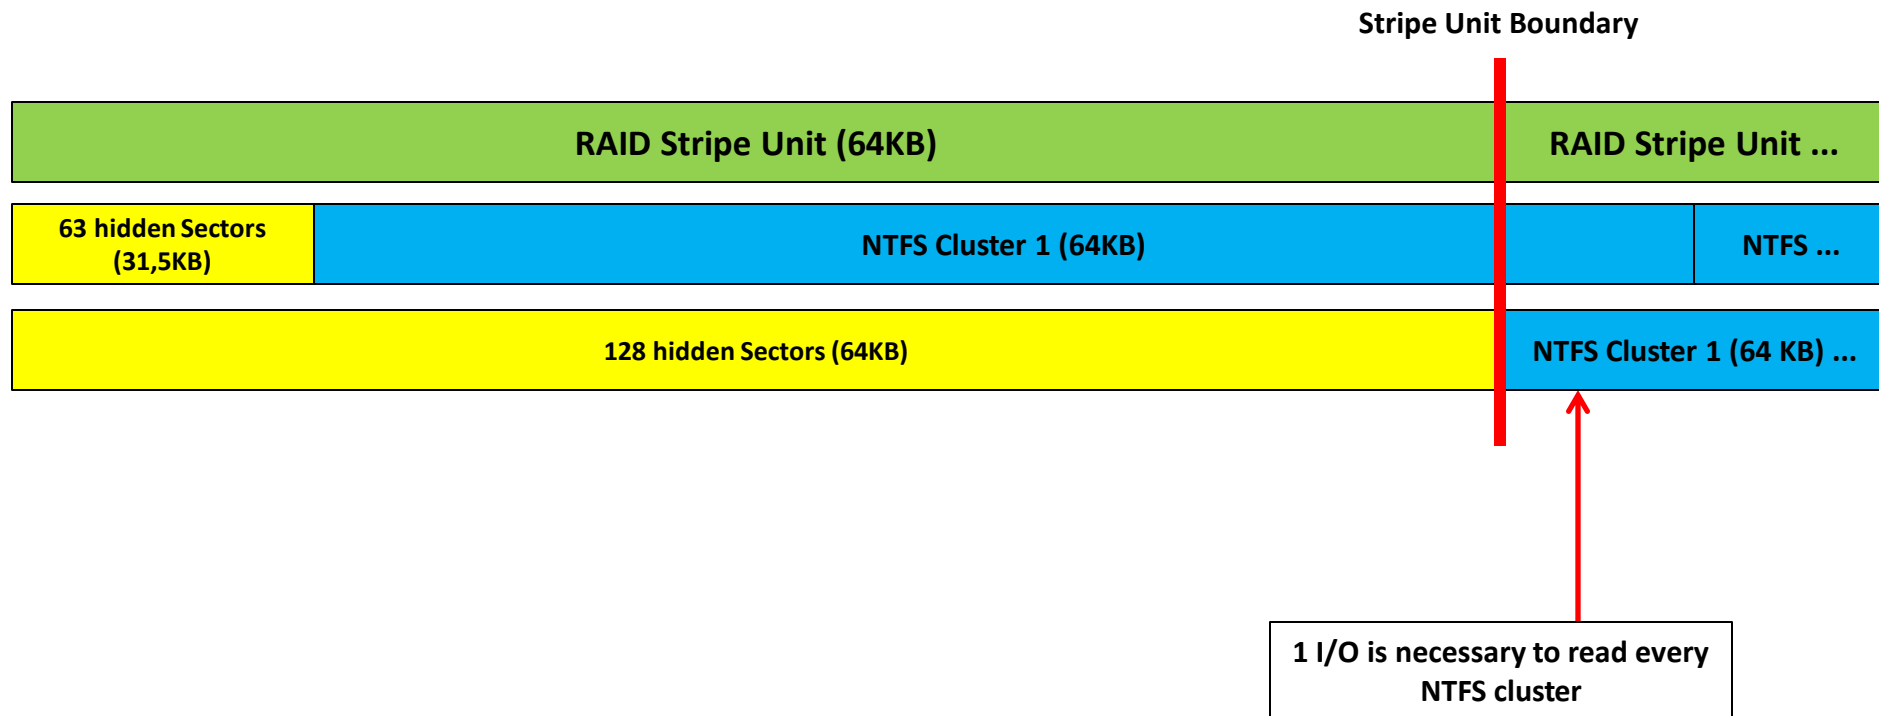 Stripe Unit Boundary
RAID Stripe Unit (64KB)
RAID Stripe Unit ...
63 hidden Sectors
(31,5KB)
NTFS Cluster 1 (64KB)
NTFS ...
128 hidden Sectors (64KB)
NTFS Cluster 1 (64 KB) ...
1 I/O is necessary to read every
NTFS cluster